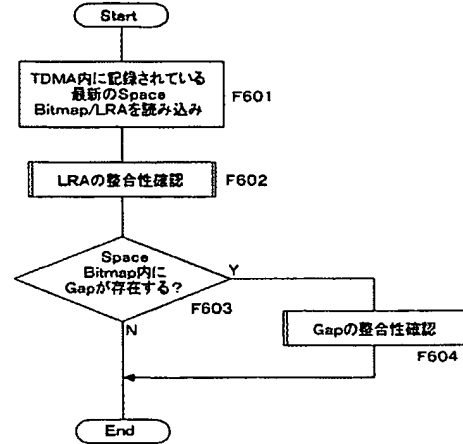 Start
TDMA内に記録されている
最新のSpace
Bitmap/LRAを読み込み
F601
LRAの整合性確認
F602
Space
Bitmap内に
Gapが存在する?
Y
F603
N
Gapの整合性確認
F604
End